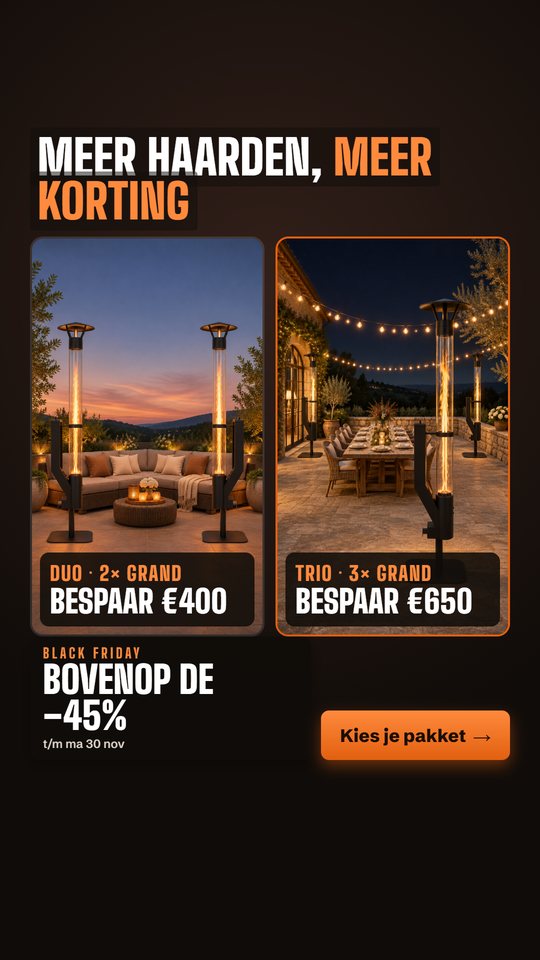 MEER HAARDEN, MEER
KORTING
DUO · 2× GRAND
BESPAAR €400
TRIO · 3× GRAND
BESPAAR €650
BLACK FRIDAY
BOVENOP DE
−45%
t/m ma 30 nov
Kies je pakket →